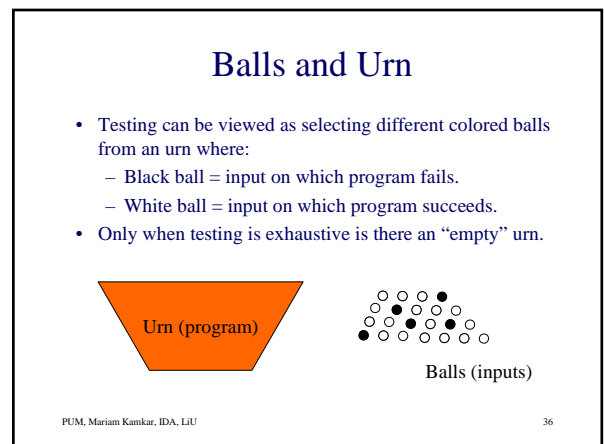 Balls and Urn
• Testing can be viewed as selecting different colored balls
from an urn where:
– Black ball = input on which program fails.
– White ball = input on which program succeeds.
• Only when testing is exhaustive is there an “empty” urn.
Urn (program)
Balls (inputs)
PUM, Mariam Kamkar, IDA, LiU
36